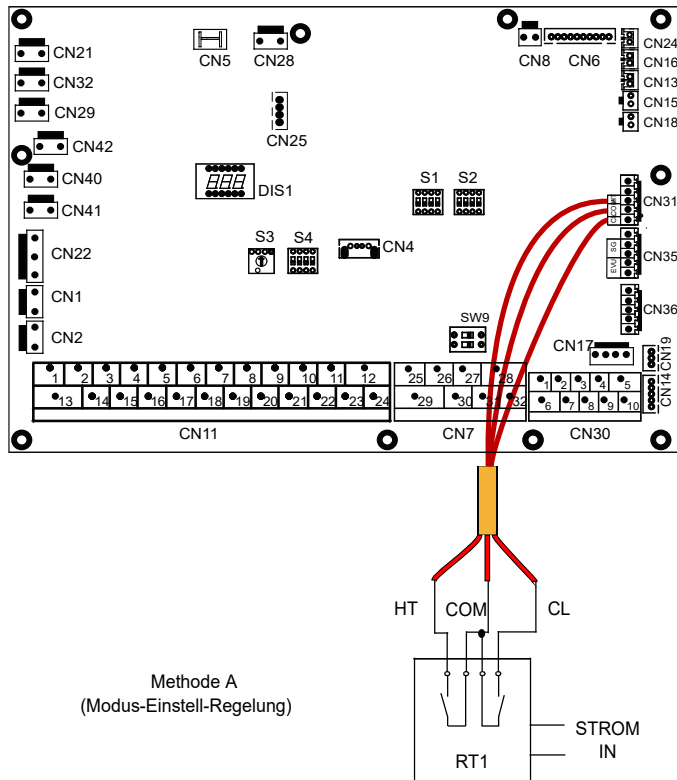 CN21
CN32
CN29
CN42
CN40
CN41
CN22
CN1
CN2
CN5
CN28
CN25
DIS1
S1 S2
S3 S4
CN4
SW9
CN8 CN6
CN24
CN16
CN13
CN15
CN18
CN31
CN35
EVU SG
CN36
CN17
CN19
CN14
1 2 3 4 5 6 7 8 9 10 11 12
13 14 15 16 17 18 19 20 21 22 23 24
CN11
25 26 27 28
29 30 31 32
CN7
1 2 3 4 5
6 7 8 9 10
CN30
HT COM CL
Methode A
(Modus-Einstell-Regelung)
RT1
STROM
IN